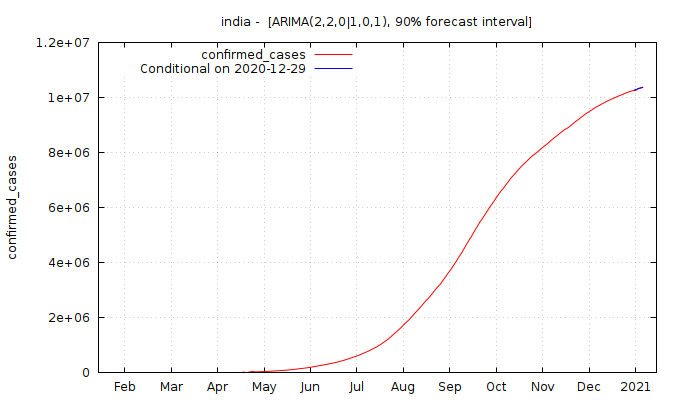 india -  [ARIMA(2,2,0|1,0,1), 90% forecast interval]
confirmed_cases
Conditional on 2020-12-29
1.2e+07
1e+07
8e+06
6e+06
4e+06
2e+06
0
confirmed_cases
Feb Mar Apr May Jun Jul Aug Sep Oct Nov Dec 2021